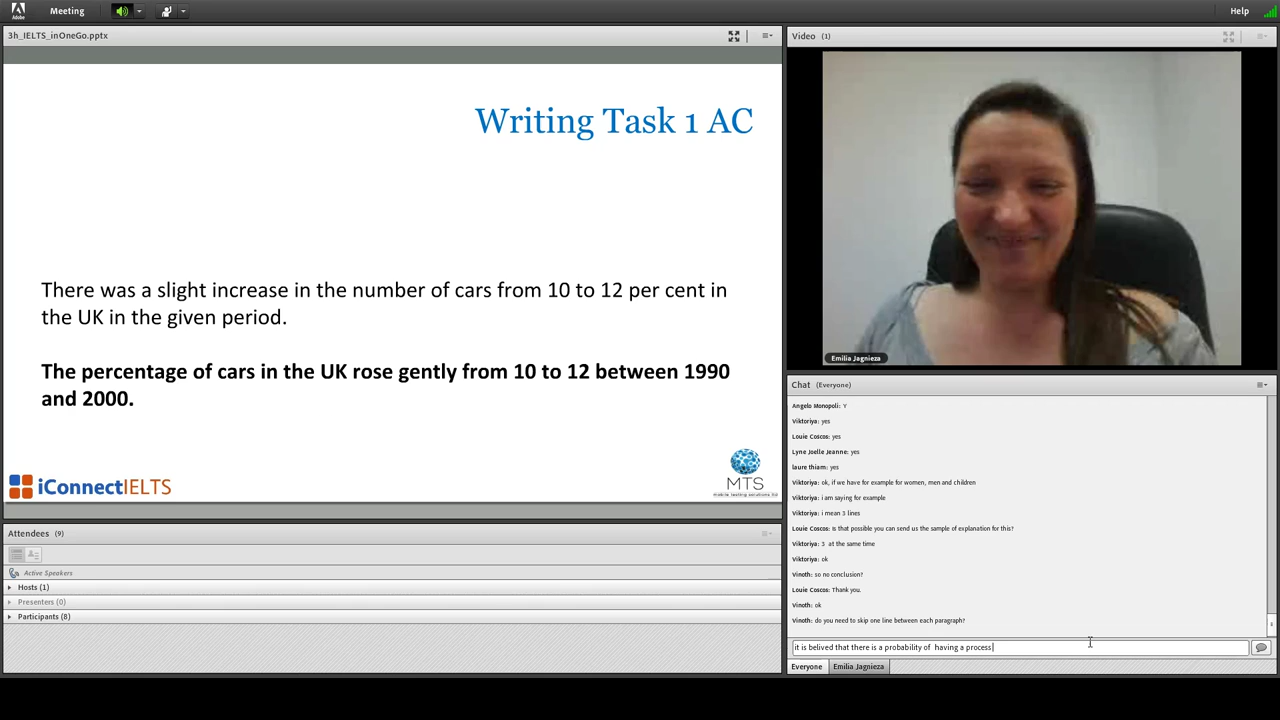 Meeting
Help
3h_IELTS_inOneGo.pptx
Writing Task 1 AC
There was a slight increase in the number of cars from 10 to 12 per cent in
the UK in the given period.
The percentage of cars in the UK rose gently from 10 to 12 between 1990
and 2000.
iConnectIELTS
MTS
mobile testing solutions ltd
Attendees (9)
Active Speakers
Hosts (1)
Presenters (0)
Participants (8)
Video (1)
Emilia Jagnieza
Chat (Everyone)
Angelo Monopoli: Y
Viktoriya: yes
Louie Coscos: yes
Lyne Joelle Jeanne: yes
laure thiam: yes
Viktoriya: ok, if we have for example for women, men and children
Viktoriya: i am saying for example
Viktoriya: i mean 3 lines
Louie Coscos: Is that possible you can send us the sample of explanation for this?
Viktoriya: 3 at the same time
Viktoriya: ok
Vinoth: so no conclusion?
Louie Coscos: Thank you.
Vinoth: ok
Vinoth: do you need to skip one line between each paragraph?
it is belived that there is a probability of having a process
Everyone
Emilia Jagnieza